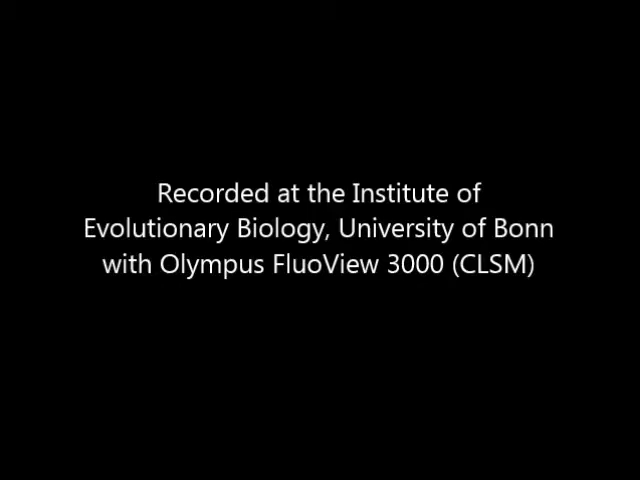 Recorded at the Institute of
Evolutionary Biology, University of Bonn
with Olympus FluoView 3000 (CLSM)